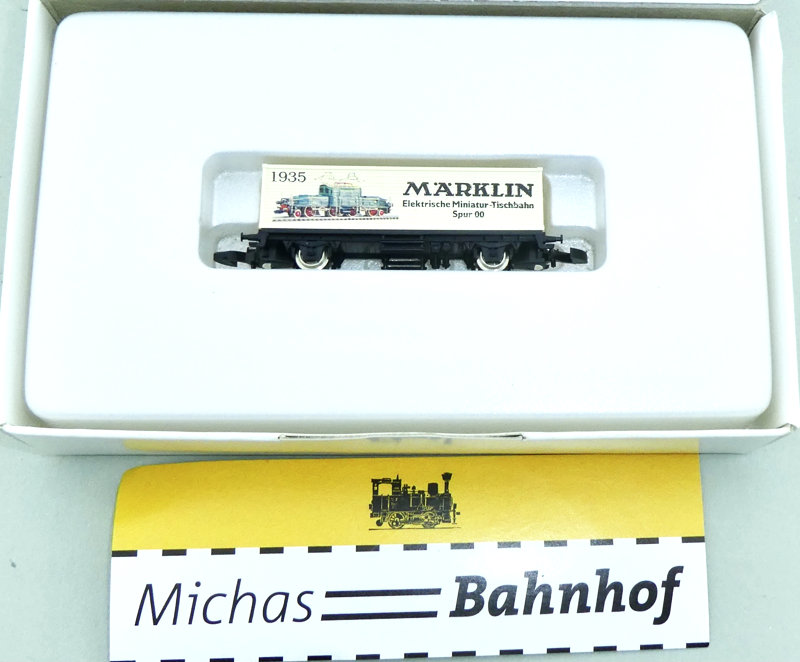 1935
MÄRKLIN
Elektrische Miniatur-Tischbahn
Spur 00
Michas Bahnhof